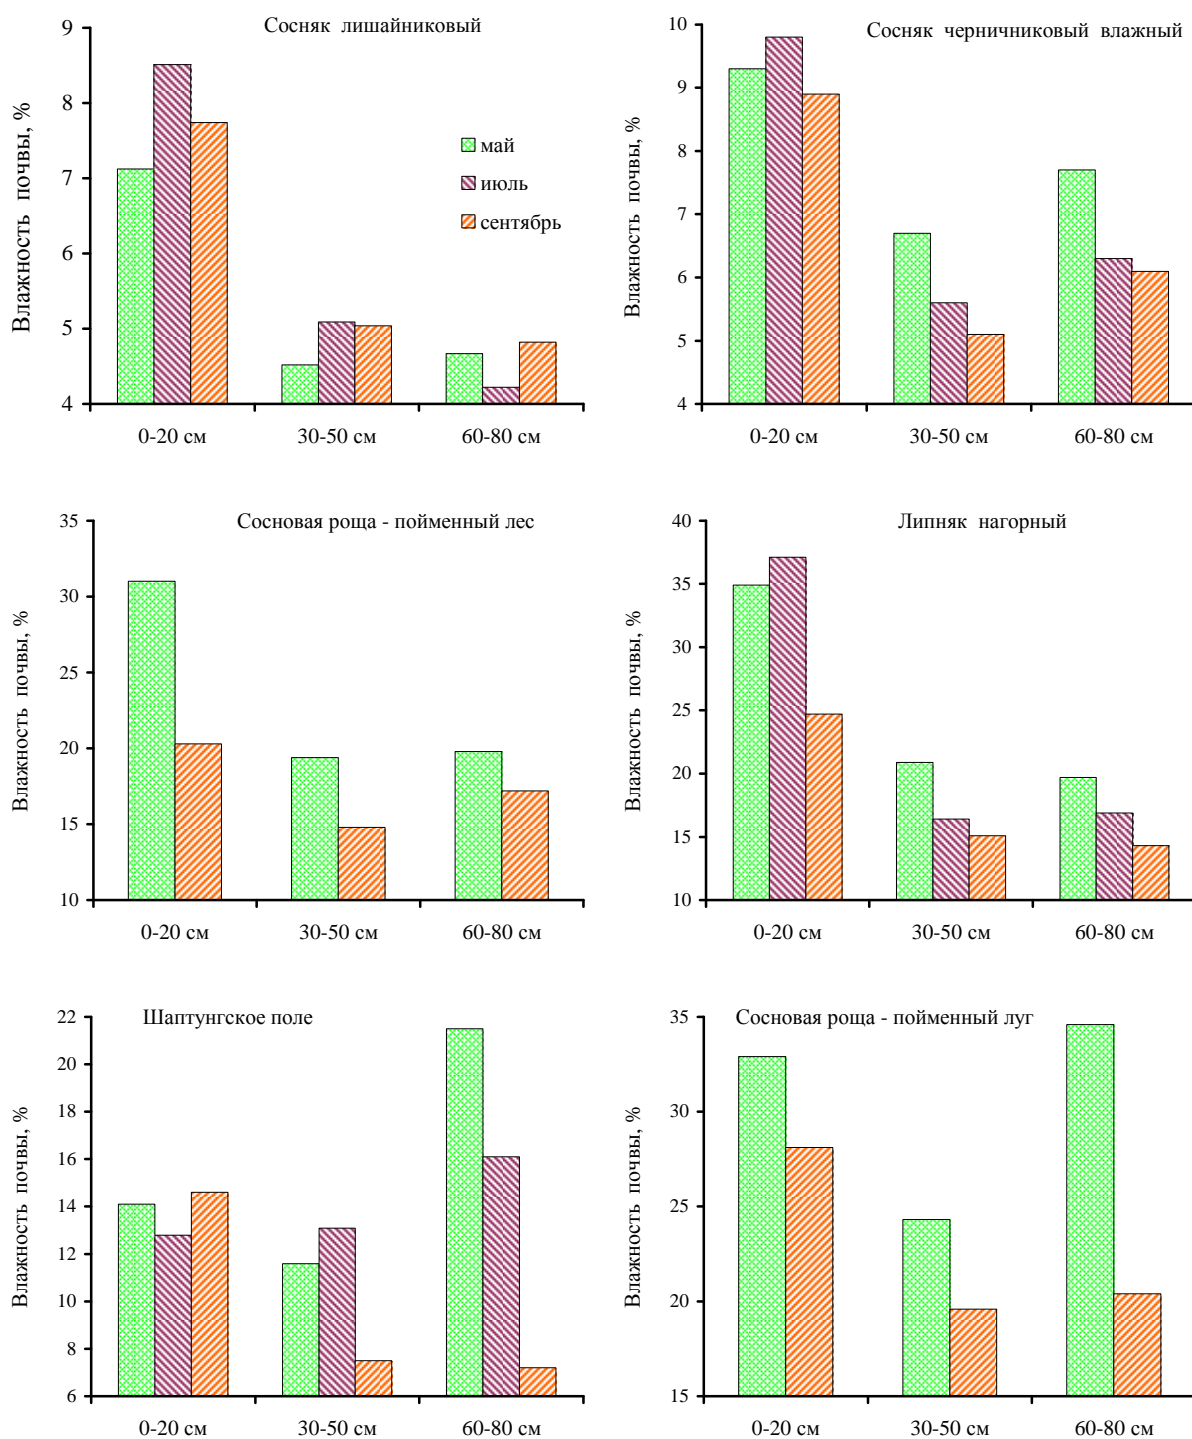 Сосняк лишайниковый
Влажность почвы, %
9
8
7
6
5
4
май
июль
сентябрь
0-20 см
30-50 см
60-80 см
Сосняк черничниковый влажный
Влажность почвы, %
10
9
8
7
6
5
4
0-20 см
30-50 см
60-80 см
Сосновая роща - пойменный лес
Влажность почвы, %
35
30
25
20
15
10
0-20 см
30-50 см
60-80 см
Липняк нагорный
Влажность почвы, %
40
35
30
25
20
15
10
0-20 см
30-50 см
60-80 см
Шаптунгское поле
Влажность почвы, %
22
20
18
16
14
12
10
8
6
0-20 см
30-50 см
60-80 см
Сосновая роща - пойменный луг
Влажность почвы, %
35
30
25
20
15
0-20 см
30-50 см
60-80 см